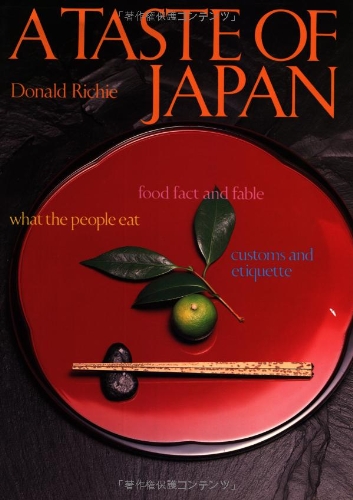 「著作権保護コンテンツ」
A TASTE OF
JAPAN
Donald Richie
food fact and fable
what the people eat
customs and
etiquette
「著作権保護コンテンツ」